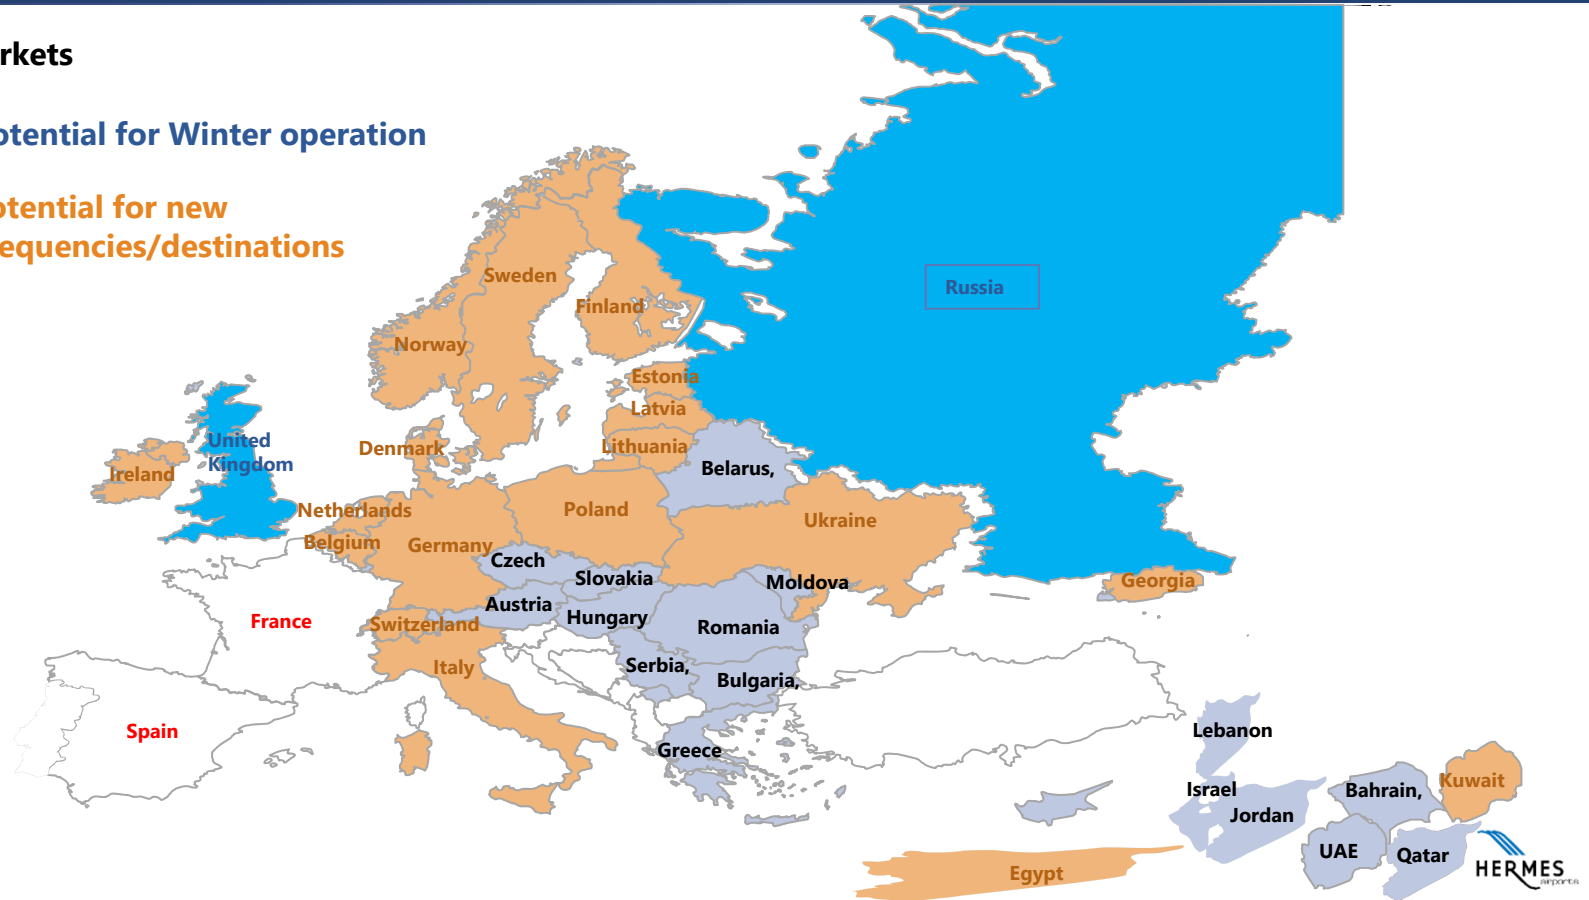 rkets
otential for Winter operation
otential for new
equencies/destinations
Russia
Sweden
Finland
Norway
Estonia
Latvia
Lithuania
Denmark
United
Kingdom
Ireland
Belarus,
Netherlands
Poland
Ukraine
Belgium
Germany
Czech
Slovakia
Moldova
Georgia
Austria
Hungary
France
Switzerland
Romania
Italy
Serbia,
Bulgaria,
Spain
Greece
Lebanon
Israel
Jordan
Bahrain,
Kuwait
UAE
Qatar
Egypt
HERMES
airports